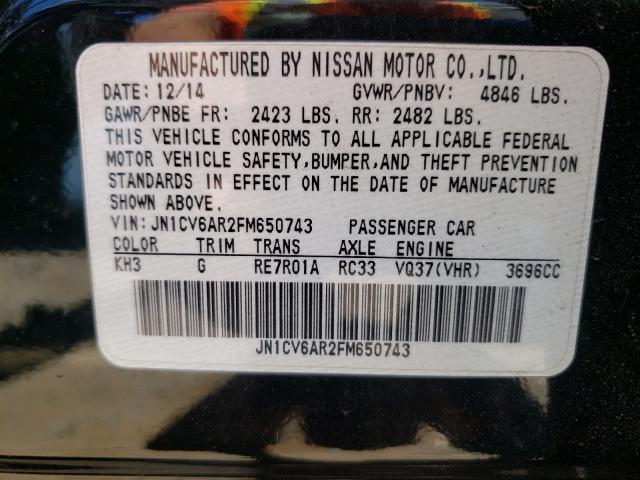 MANUFACTURED BY NISSAN MOTOR CO.,LTD.
DATE: 12/14 GVWR/PNBV: 4846 LBS.
GAWR/PNBE FR: 2423 LBS. RR: 2482 LBS.
THIS VEHICLE CONFORMS TO ALL APPLICABLE FEDERAL
MOTOR VEHICLE SAFETY,BUMPER,AND THEFT PREVENTION
STANDARDS IN EFFECT ON THE DATE OF MANUFACTURE
SHOWN ABOVE.
VIN: JN1CV6AR2FM650743 PASSENGER CAR
COLOR TRIM TRANS AXLE ENGINE
KH3 G RE7R01A RC33 VQ37(VHR) 3696CC
JN1CV6AR2FM650743